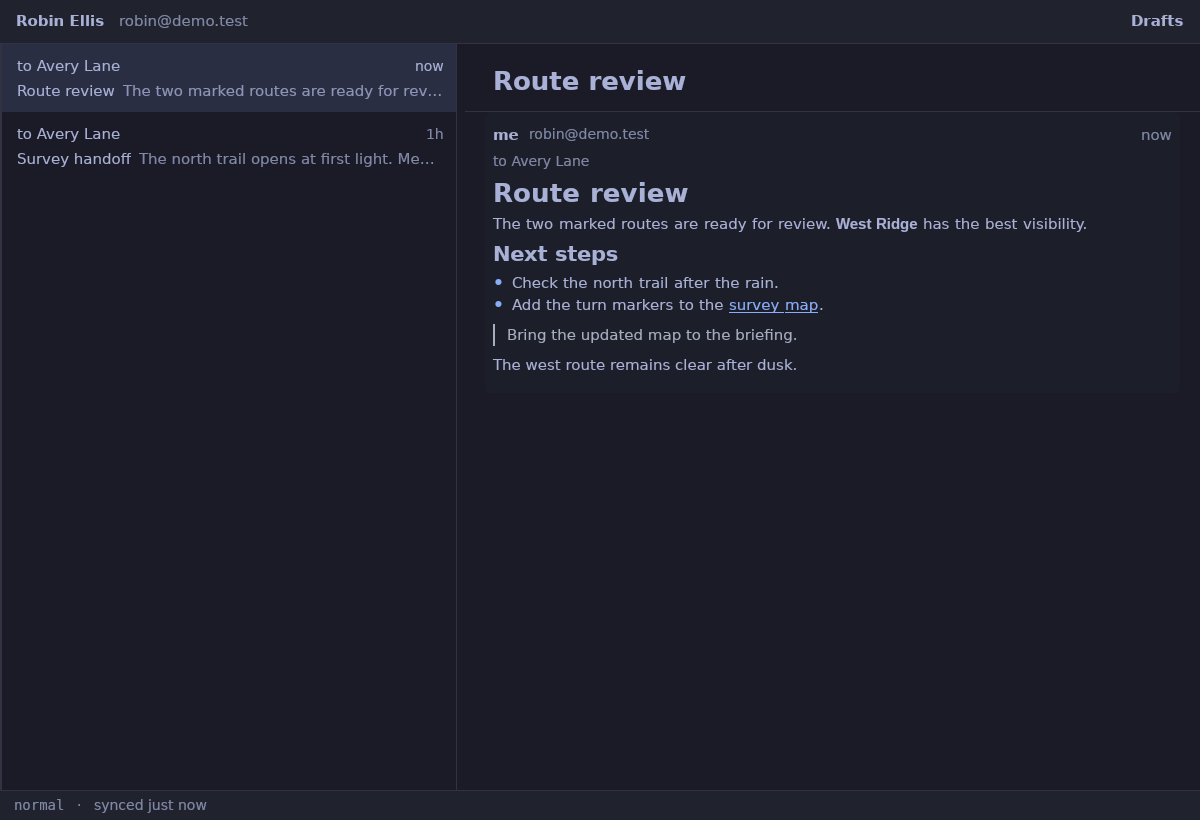 Robin Ellis robin@demo.test Drafts
to Avery Lane now
Route review The two marked routes are ready for rev…
to Avery Lane 1h
Survey handoff The north trail opens at first light. Me…
Route review
me robin@demo.test now
to Avery Lane
Route review
The two marked routes are ready for review. West Ridge has the best visibility.
Next steps
• Check the north trail after the rain.
• Add the turn markers to the survey map.
Bring the updated map to the briefing.
The west route remains clear after dusk.
normal · synced just now